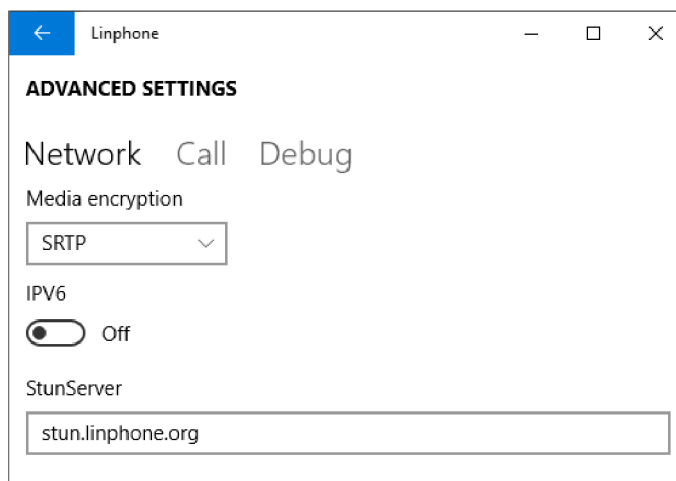 Linphone
ADVANCED SETTINGS
Network Call Debug
Media encryption
SRTP
IPV6
Off
StunServer
stun.linphone.org